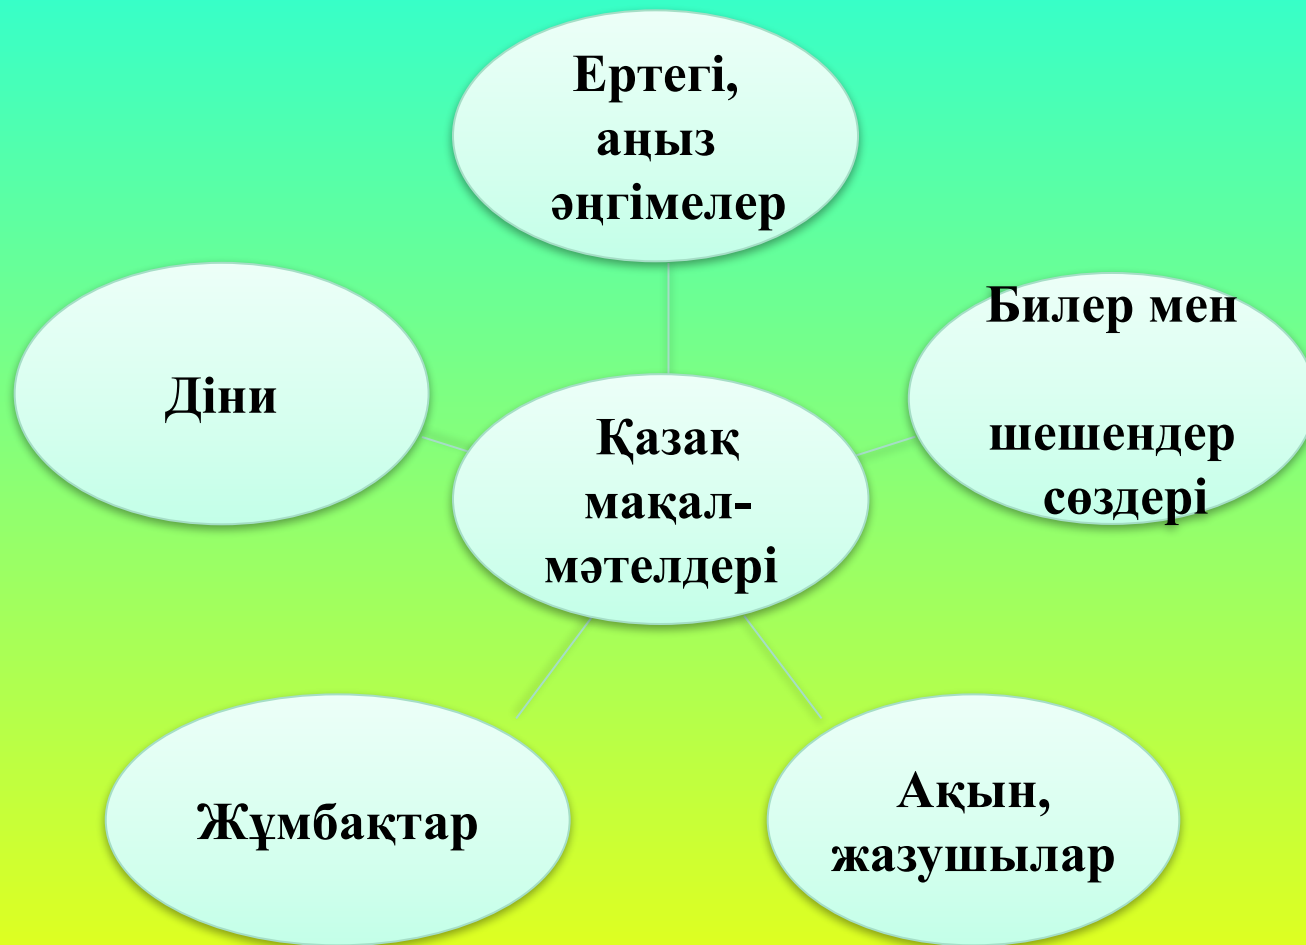 Ертегі,
аңыз
әңгімелер
Билер мен
шешендер
сөздері
Діни
Қазақ
мақал-
мәтелдері
Жұмбақтар
Ақын,
жазушылар